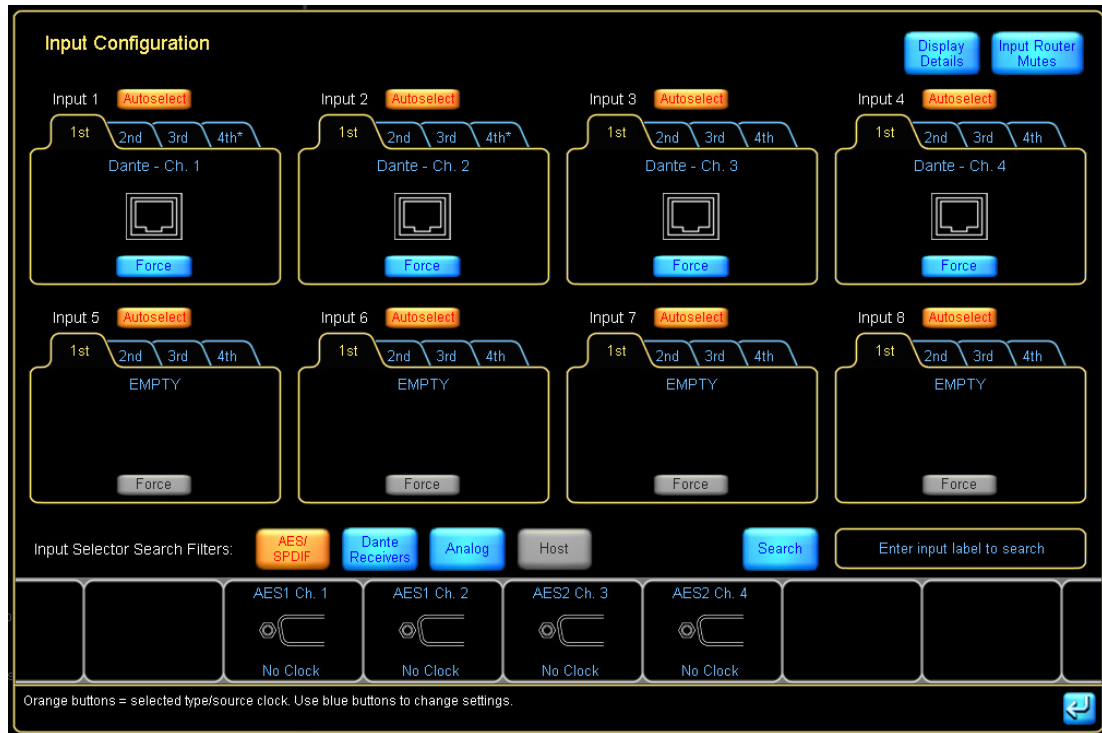 Input Configuration
Display Details
Input Router Mutes
Input 1 Autoselect
Input 2 Autoselect
Input 3 Autoselect
Input 4 Autoselect
1st 2nd 3rd 4th*
1st 2nd 3rd 4th*
1st 2nd 3rd 4th
1st 2nd 3rd 4th
Dante - Ch. 1
Dante - Ch. 2
Dante - Ch. 3
Dante - Ch. 4
Force
Force
Force
Force
Input 5 Autoselect
Input 6 Autoselect
Input 7 Autoselect
Input 8 Autoselect
1st 2nd 3rd 4th
1st 2nd 3rd 4th
1st 2nd 3rd 4th
1st 2nd 3rd 4th
EMPTY
EMPTY
EMPTY
EMPTY
Force
Force
Force
Force
Input Selector Search Filters:
AES/
SPDIF
Dante
Receivers
Analog
Host
Search
Enter input label to search
AES1 Ch. 1
AES1 Ch. 2
AES2 Ch. 3
AES2 Ch. 4
No Clock
No Clock
No Clock
No Clock
Orange buttons = selected type/source clock. Use blue buttons to change settings.